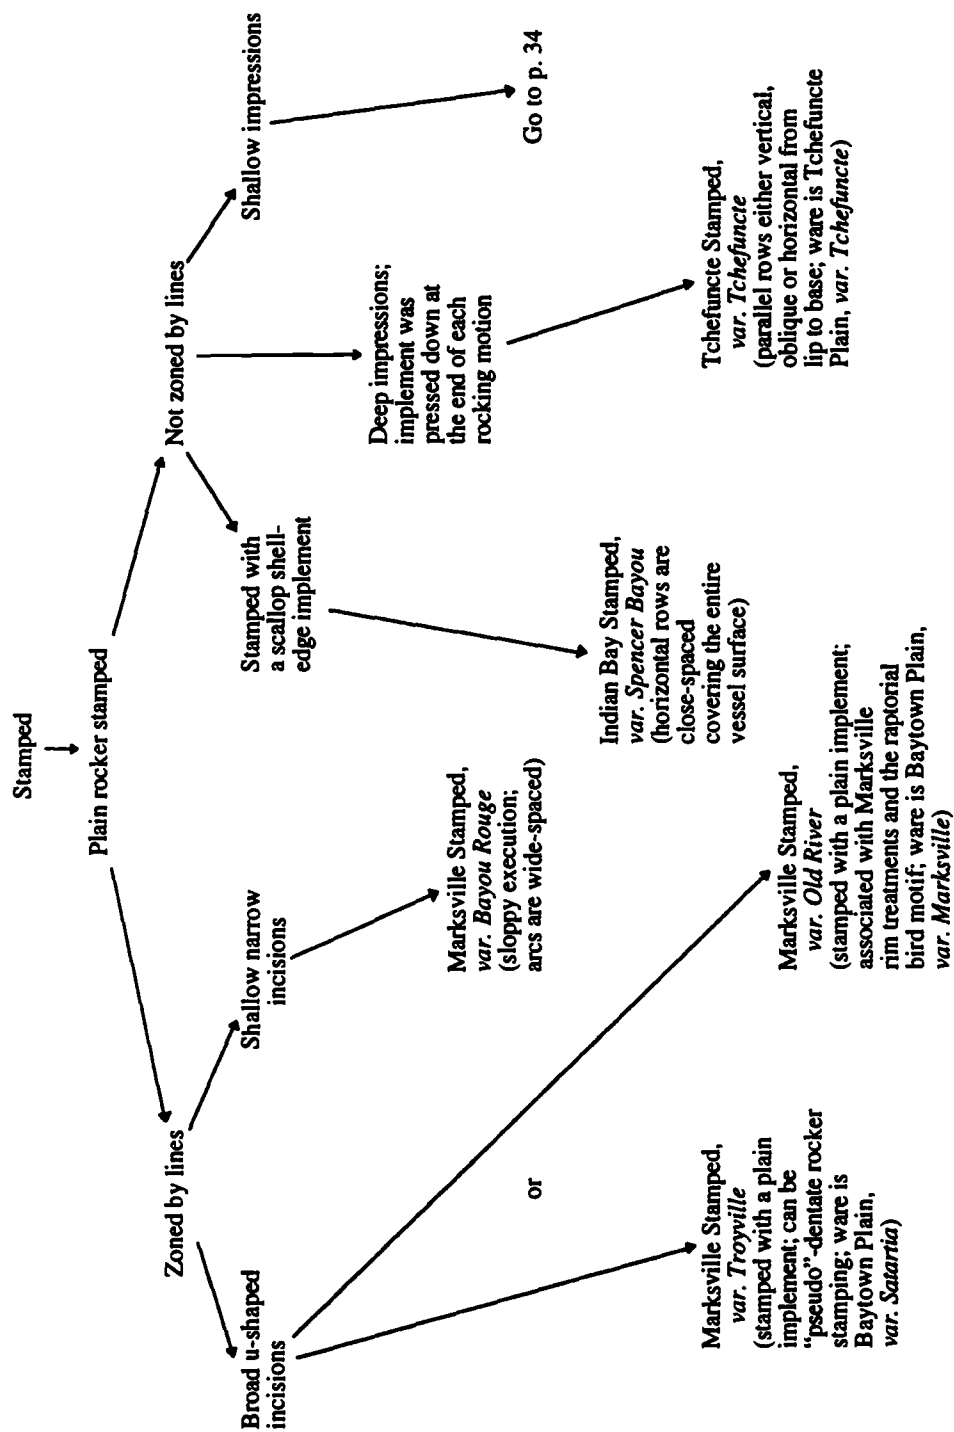 Stamped
Plain rocker stamped
Zoned by lines
Not zoned by lines
Broad u-shaped
incisions
Shallow narrow
incisions
Stamped with
a scallop shell-
edge implement
Deep impressions;
implement was
pressed down at
the end of each
rocking motion
Shallow impressions
Marksville Stamped,
var. Bayou Rouge
(sloppy execution;
arcs are wide-spaced)
or
Go to p. 34
Indian Bay Stamped,
var. Spencer Bayou
(horizontal rows are
close-spaced
covering the entire
vessel surface)
Marksville Stamped,
var. Troyville
(stamped with a plain
implement; can be
“pseudo”-dentate rocker
stamping; ware is
Baytown Plain,
var. Satartia)
Marksville Stamped,
var. Old River
(stamped with a plain implement;
associated with Marksville
rim treatments and the raptorial
bird motif; ware is Baytown Plain,
var. Marksville)
Tchefuncte Stamped,
var. Tchefuncte
(parallel rows either vertical,
oblique or horizontal from
lip to base; ware is Tchefuncte
Plain, var. Tchefuncte)